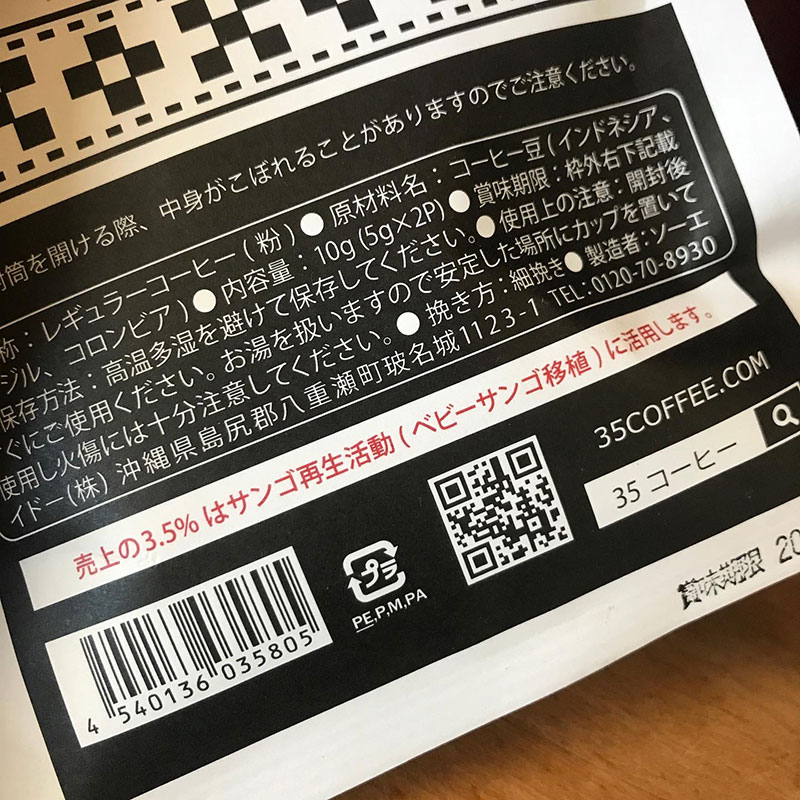 封筒を開ける際、中身がこぼれることがありますのでご注意ください。
称：レギュラーコーヒー(粉)●原材料名：コーヒー豆(インドネシア、
ジル、コロンビア)●内容量：10g(5g×2P)●賞味期限：枠外右下記載
保存方法：高温多湿を避けて保存してください。●使用上の注意：開封後
ぐにご使用ください。お湯を扱いますので安定した場所にカップを置いて
使用し火傷には十分注意してください。●挽き方：細挽き●製造者：ソーエ
イドー(株) 沖縄県島尻郡八重瀬町玻名城1123-1 TEL:0120-70-8930
売上の3.5%はサンゴ再生活動(ベビーサンゴ移植)に活用します。
35COFFEE.COM
35コーヒー
プラ
PE,P,M,PA
賞味期限 20
4 540136 035805